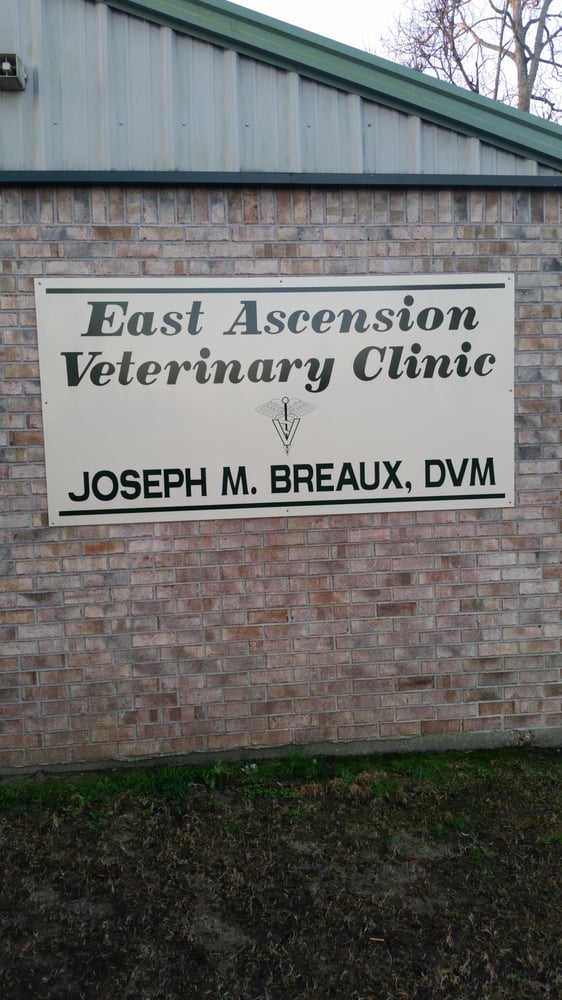 East Ascension
Veterinary Clinic
V
JOSEPH M. BREAUX, DVM